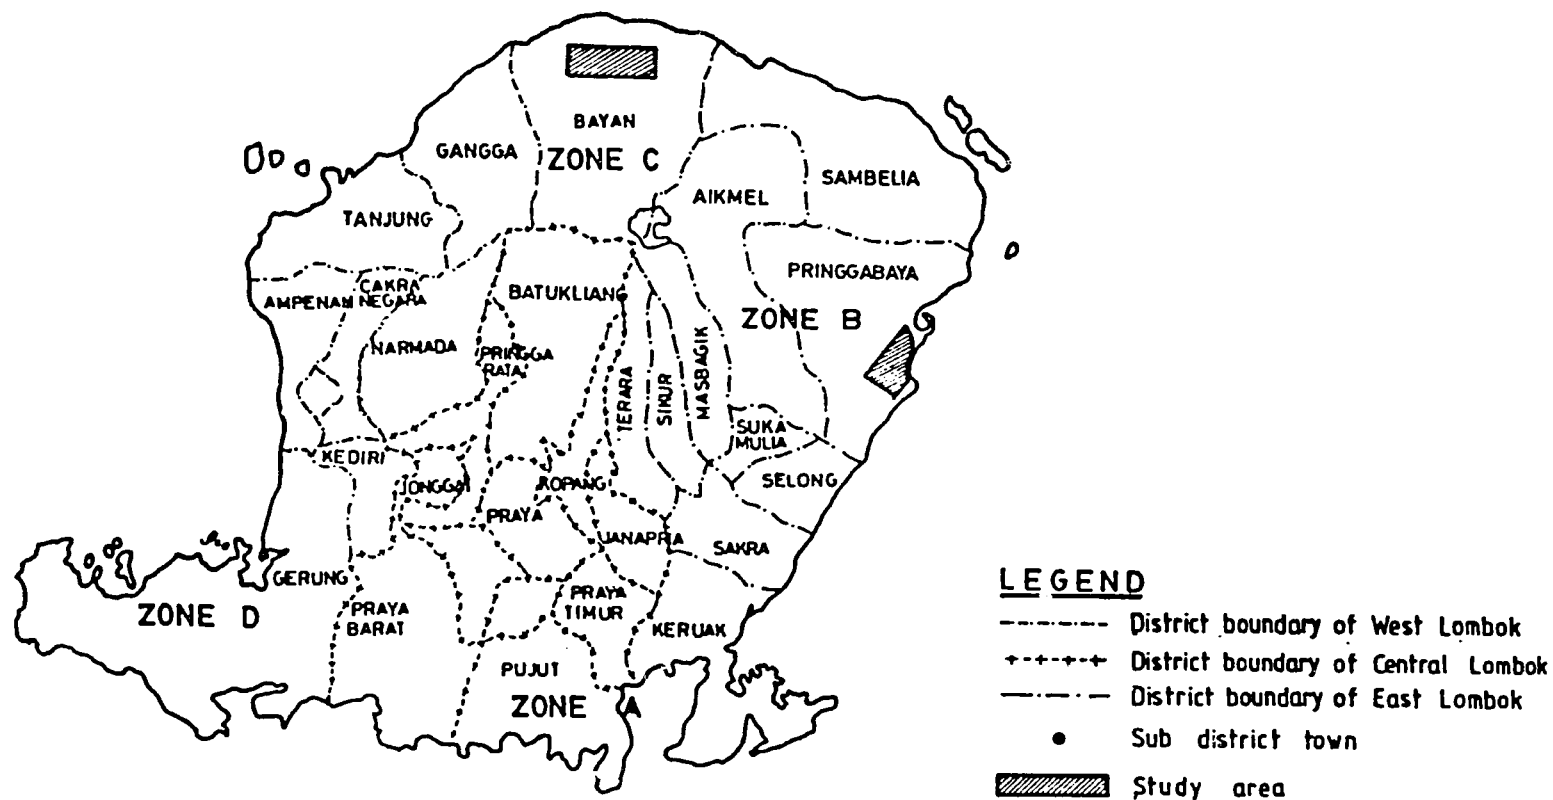 BAYAN
GANGGA
ZONE C
SAMBELIA
AIKMEL
TANJUNG
PRINGGABAYA
CAKRA
NEGARA
AMPENAN
BATUKLIANG
ZONE B
NARMADA
PRINGGA
RATA
TERARA
SIKUR
MASBAGIK
SUKA
MULIA
KEDIRI
JONGGAT
KOPANG
SELONG
PRAYA
JANAPRIA
SAKRA
GERUNG
ZONE D
PRAYA
BARAT
PRAYA
TIMUR
KERUAK
PUJUT
ZONE A
LEGEND
District boundary of West Lombok
District boundary of Central Lombok
District boundary of East Lombok
Sub district town
Study area